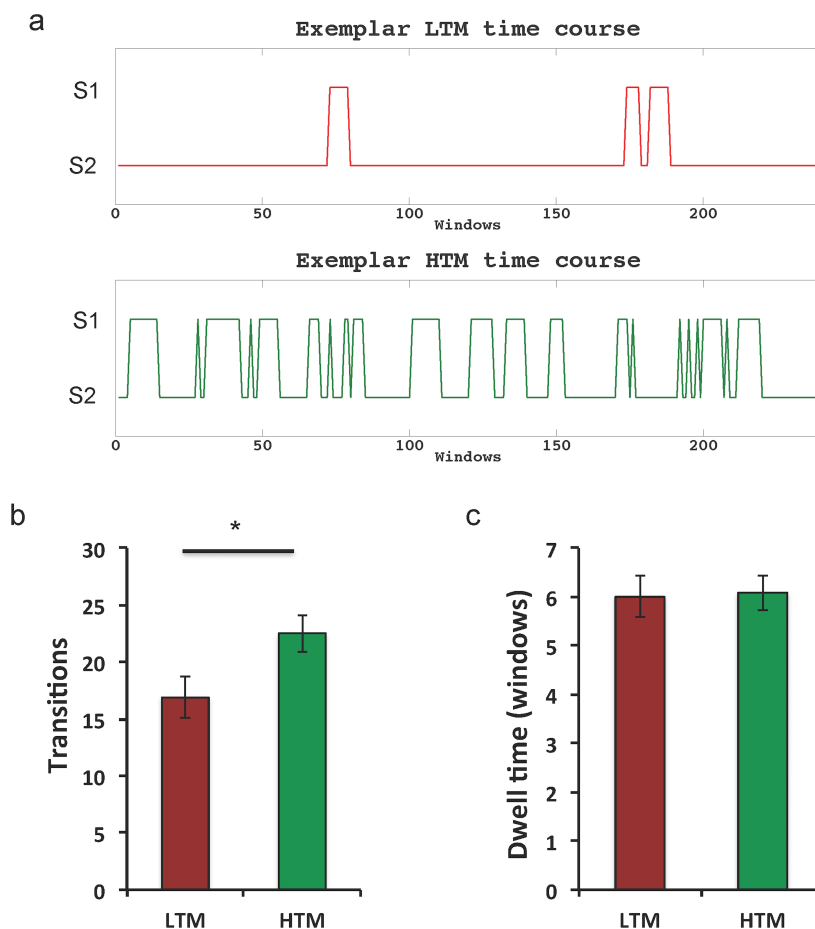 a
Exemplar LTM time course
S1
S2
0 50 100 150 200
Windows
Exemplar HTM time course
S1
S2
0 50 100 150 200
Windows
b
*
30
25
20
15
10
5
0
Transitions
LTM HTM
c
7
6
5
4
3
2
1
0
Dwell time (windows)
LTM HTM